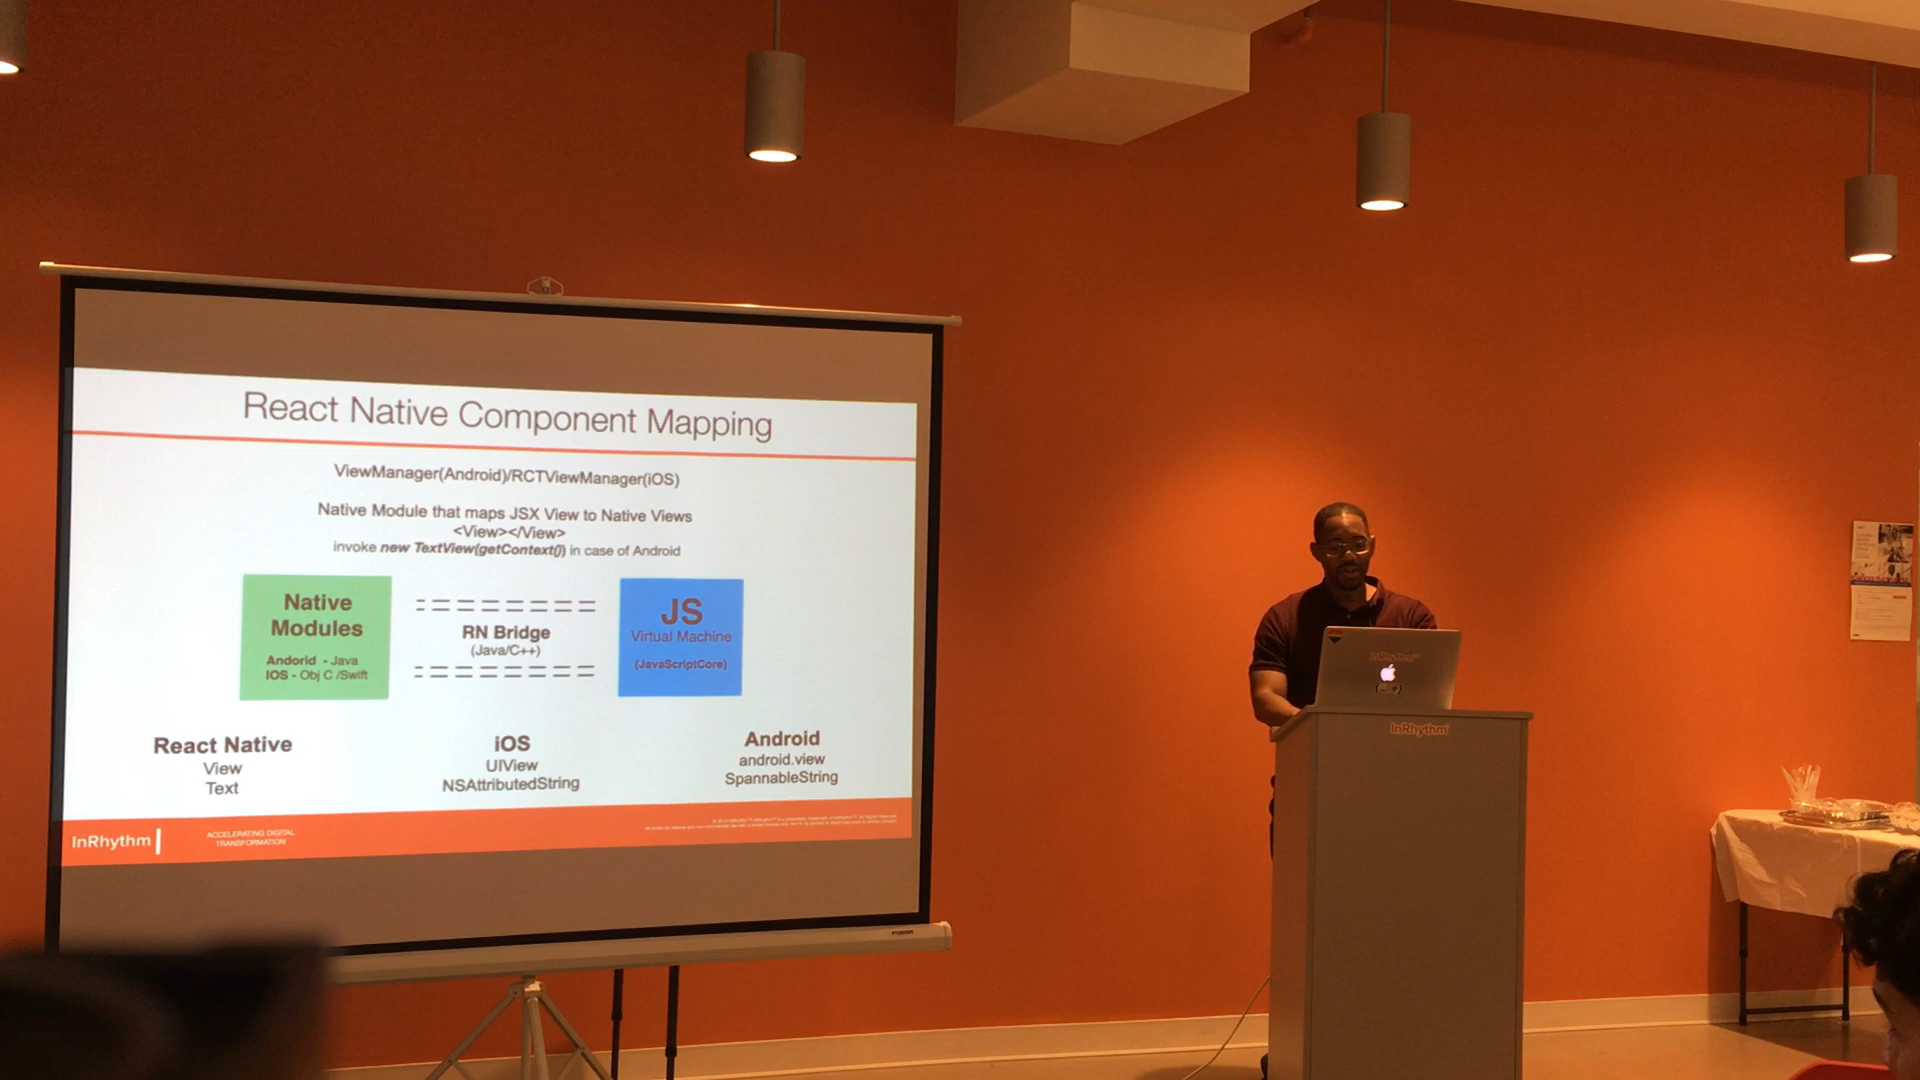 React Native Component Mapping
ViewManager(Android)/RCTViewManager(iOS)
Native Module that maps JSX View to Native Views
<View></View>
invoke new TextView(getContext()) in case of Android
Native
Modules
Andorid - Java
IOS - Obj C /Swift
RN Bridge
(Java/C++)
JS
Virtual Machine
(JavaScriptCore)
React Native
View
Text
iOS
UIView
NSAttributedString
Android
android.view
SpannableString
InRhythm
ACCELERATING DIGITAL
TRANSFORMATION
InRhythm
InRhythm